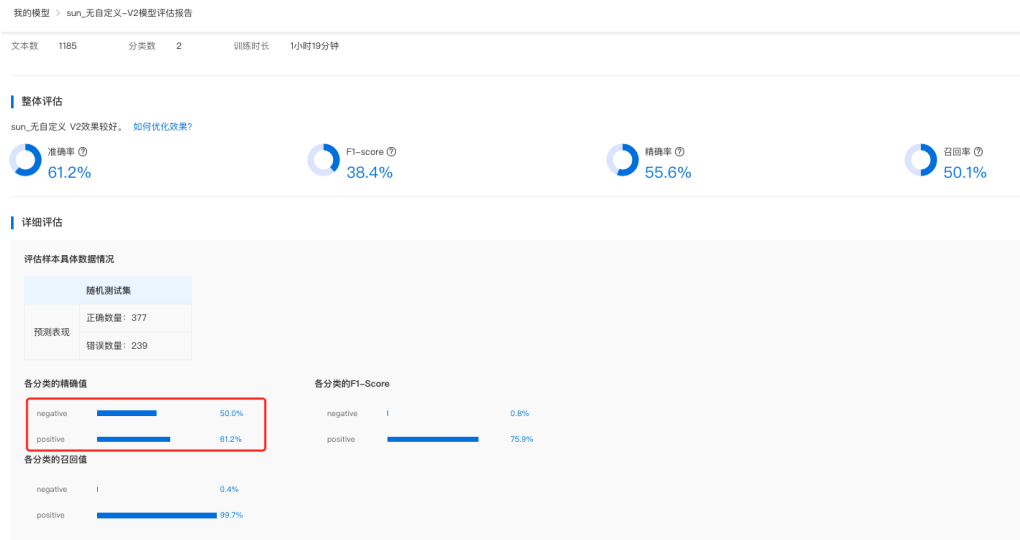 我的模型 > sun_无自定义-V2模型评估报告
文本数 1185 分类数 2 训练时长 1小时19分钟
整体评估
sun_无自定义 V2效果较好。 如何优化效果?
准确率 ? F1-score ? 精确率 ? 召回率 ?
61.2% 38.4% 55.6% 50.1%
详细评估
评估样本具体数据情况
随机测试集
预测表现
正确数量：377
错误数量：239
各分类的精确值 各分类的F1-Score
negative 50.0% negative 0.8%
positive 61.2% positive 75.9%
各分类的召回值
negative 0.4%
positive 99.7%